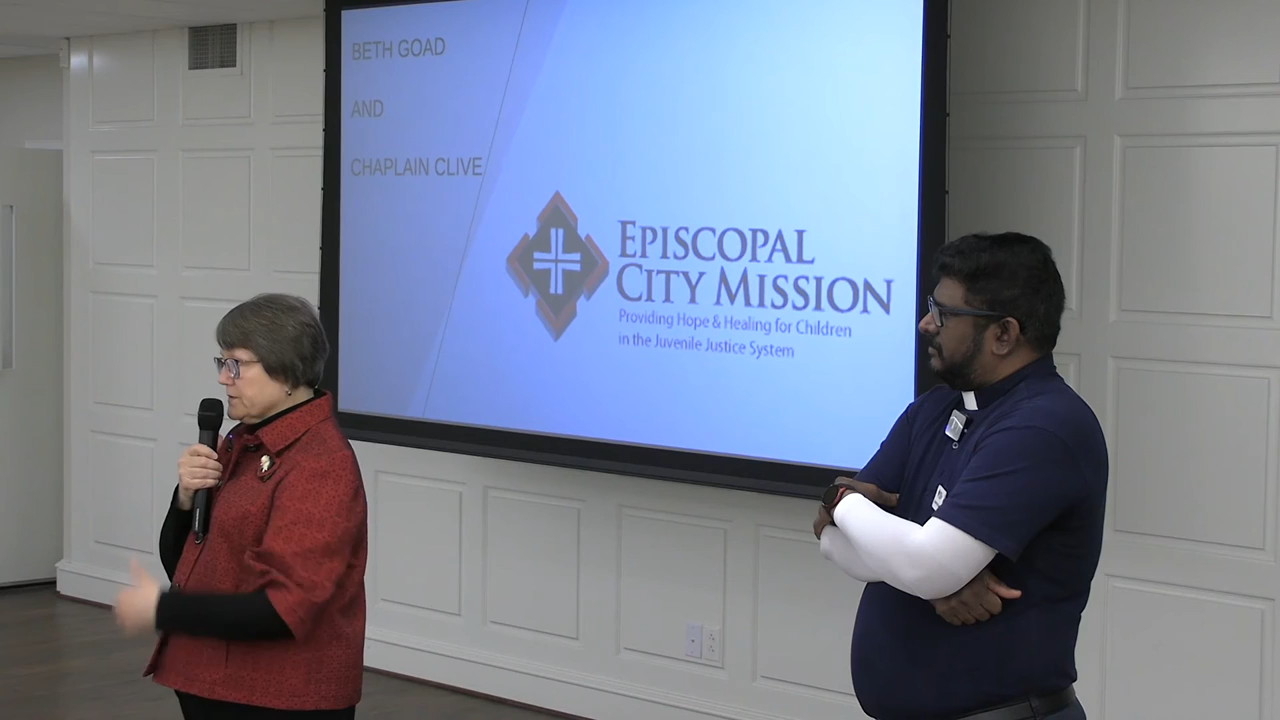 BETH GOAD
AND
CHAPLAIN CLIVE
EPISCOPAL
CITY MISSION
Providing Hope & Healing for Children
in the Juvenile Justice System